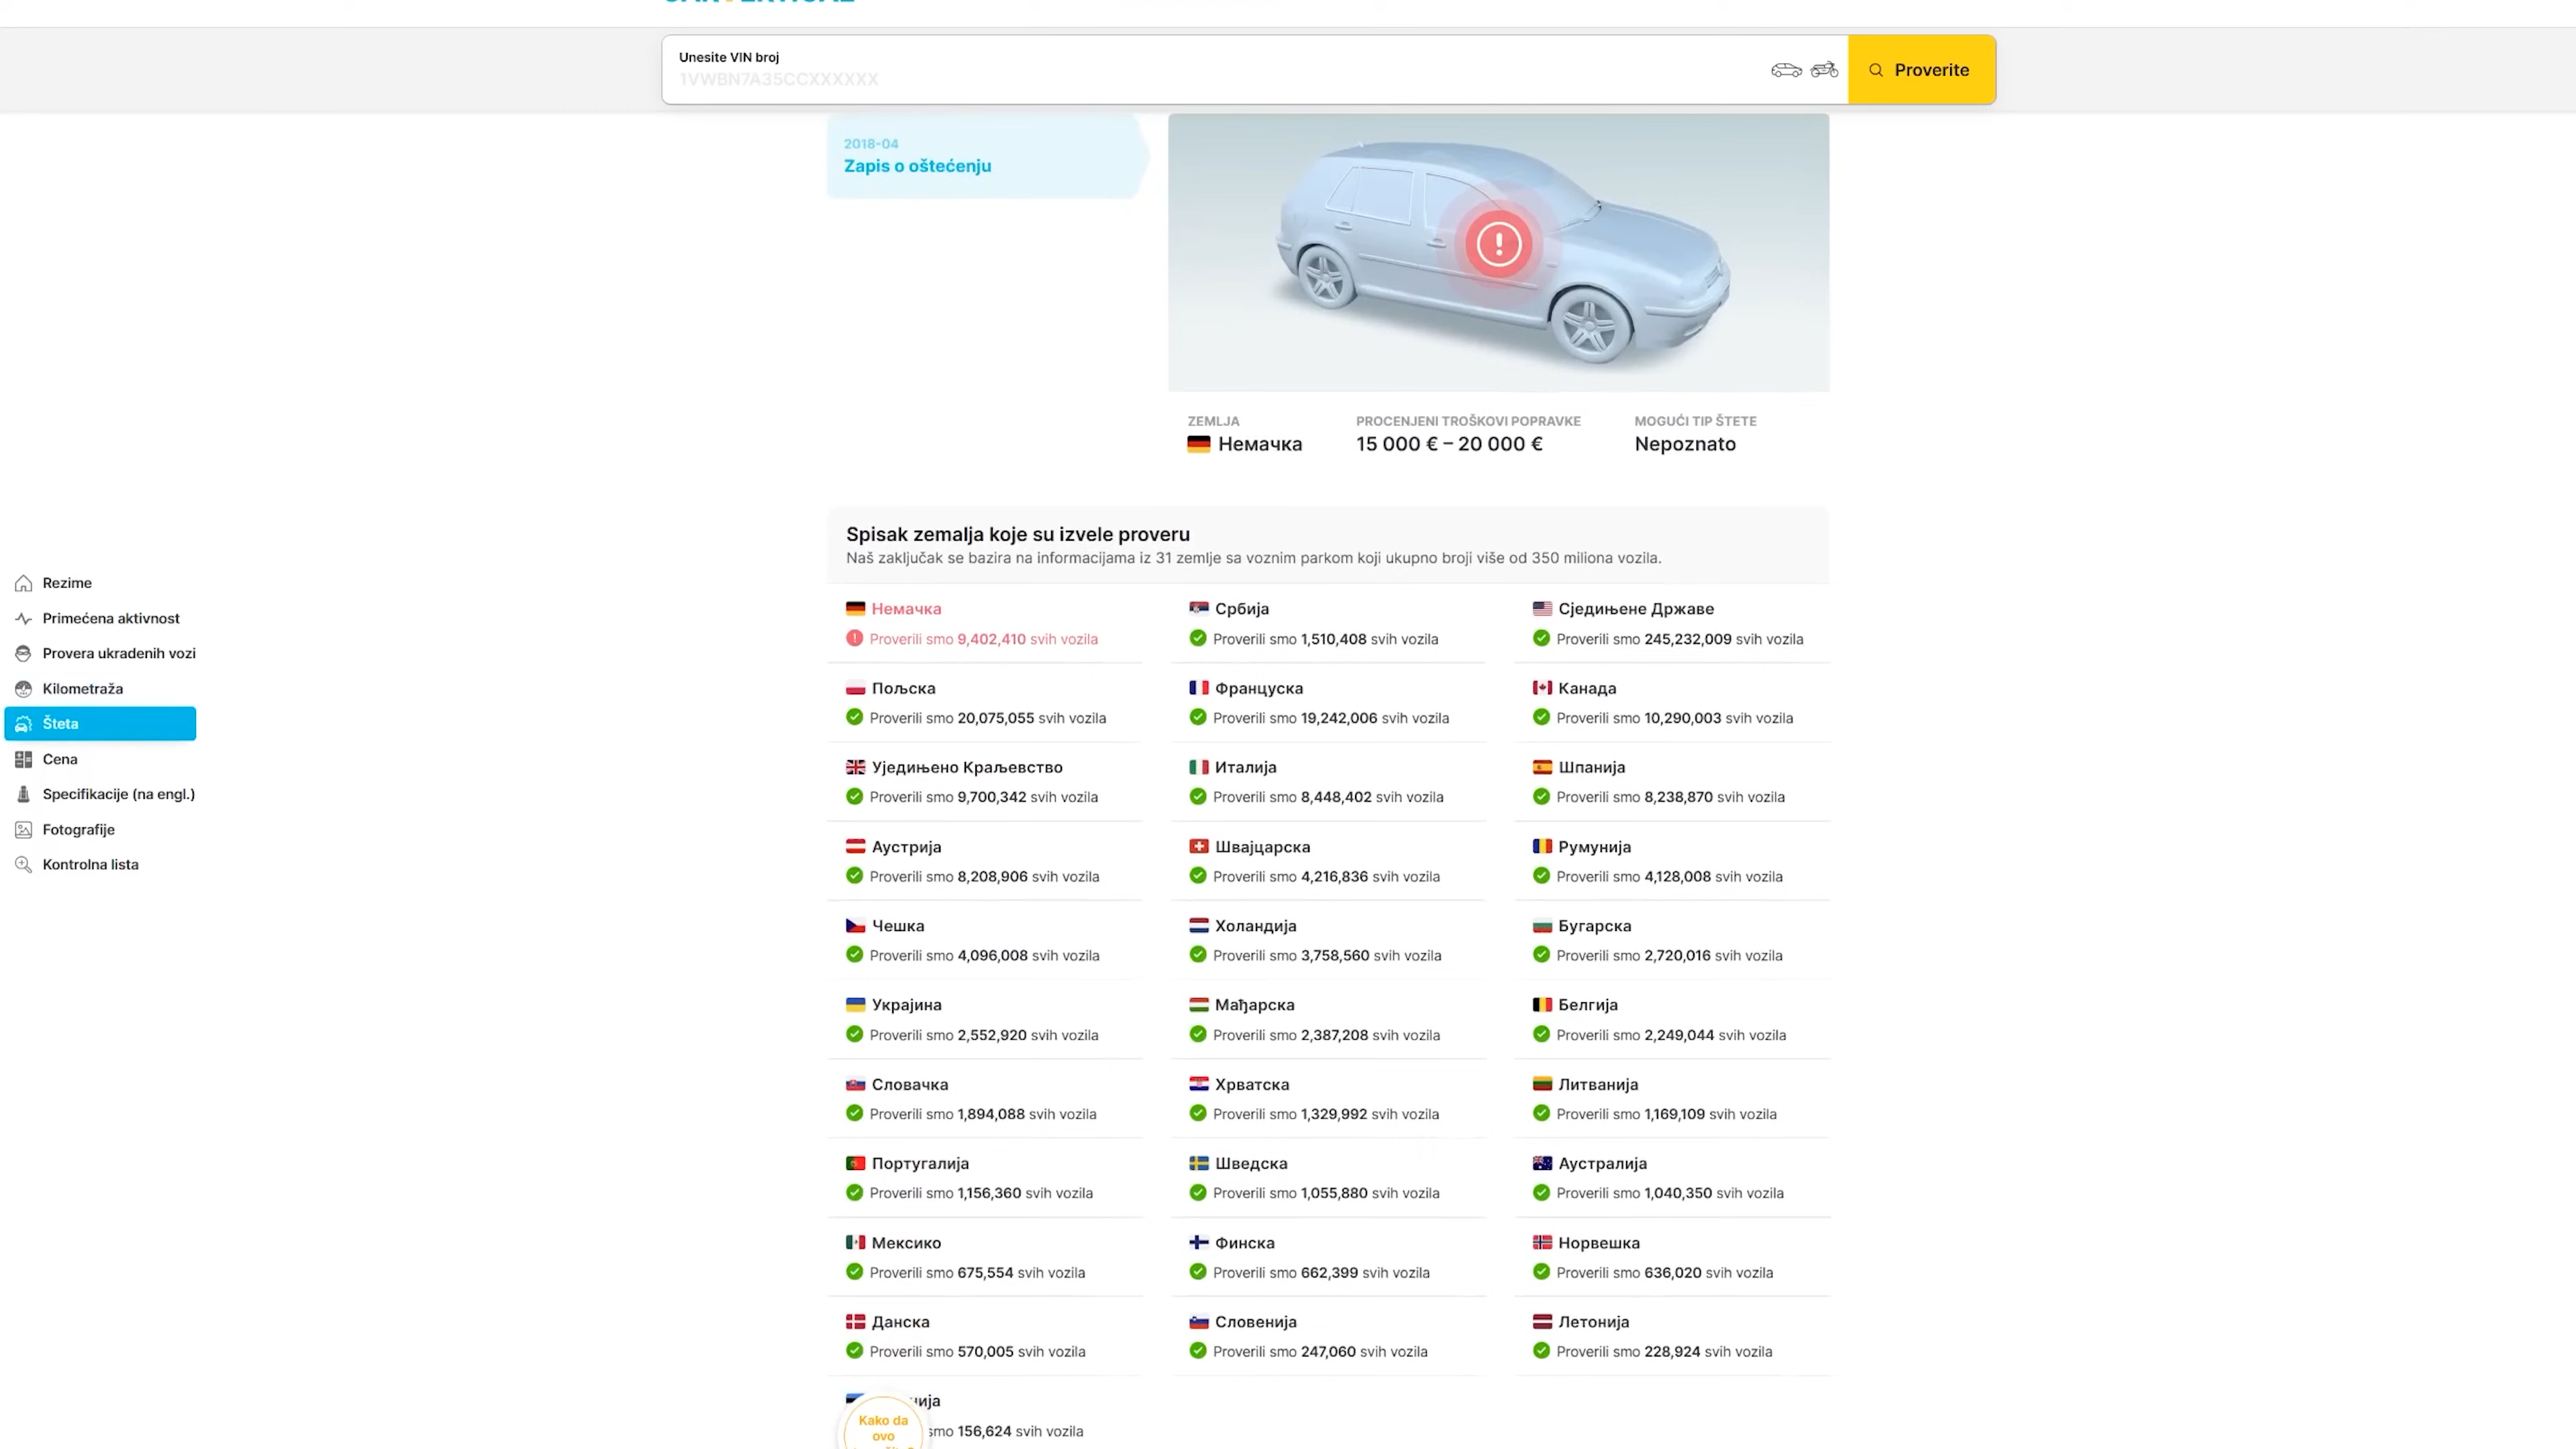 Unesite VIN broj
1VWBN7A35CCXXXXXX
Proverite
2018-04
Zapis o oštećenju
ZEMLJA
Немачка
PROCENJENI TROŠKOVI POPRAVKE
15 000 € – 20 000 €
MOGUĆI TIP ŠTETE
Nepoznato
Rezime
Primećena aktivnost
Provera ukradenih vozi
Kilometraža
Šteta
Cena
Specifikacije (na engl.)
Fotografije
Kontrolna lista
Spisak zemalja koje su izvele proveru
Naš zaključak se bazira na informacijama iz 31 zemlje sa voznim parkom koji ukupno broji više od 350 miliona vozila.
Немачка
Proverili smo 9,402,410 svih vozila
Србија
Proverili smo 1,510,408 svih vozila
Сједињене Државе
Proverili smo 245,232,009 svih vozila
Пољска
Proverili smo 20,075,055 svih vozila
Француска
Proverili smo 19,242,006 svih vozila
Канада
Proverili smo 10,290,003 svih vozila
Уједињено Краљевство
Proverili smo 9,700,342 svih vozila
Италија
Proverili smo 8,448,402 svih vozila
Шпанија
Proverili smo 8,238,870 svih vozila
Аустрија
Proverili smo 8,208,906 svih vozila
Швајцарска
Proverili smo 4,216,836 svih vozila
Румунија
Proverili smo 4,128,008 svih vozila
Чешка
Proverili smo 4,096,008 svih vozila
Холандија
Proverili smo 3,758,560 svih vozila
Бугарска
Proverili smo 2,720,016 svih vozila
Украјина
Proverili smo 2,552,920 svih vozila
Мађарска
Proverili smo 2,387,208 svih vozila
Белгија
Proverili smo 2,249,044 svih vozila
Словачка
Proverili smo 1,894,088 svih vozila
Хрватска
Proverili smo 1,329,992 svih vozila
Литванија
Proverili smo 1,169,109 svih vozila
Португалија
Proverili smo 1,156,360 svih vozila
Шведска
Proverili smo 1,055,880 svih vozila
Аустралија
Proverili smo 1,040,350 svih vozila
Мексико
Proverili smo 675,554 svih vozila
Финска
Proverili smo 662,399 svih vozila
Норвешка
Proverili smo 636,020 svih vozila
Данска
Proverili smo 570,005 svih vozila
Словенија
Proverili smo 247,060 svih vozila
Летонија
Proverili smo 228,924 svih vozila
smo 156,624 svih vozila
Kako da
ovo